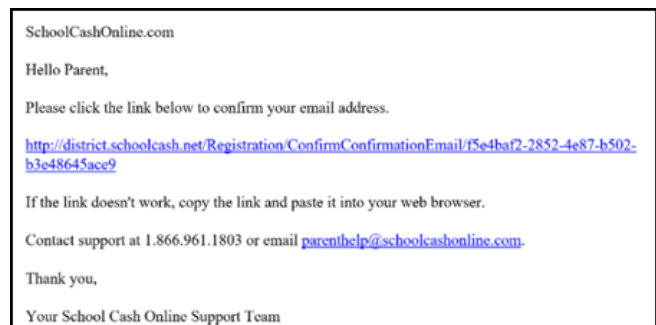 SchoolCashOnline.com
Hello Parent,
Please click the link below to confirm your email address.
http://district.schoolcash.net/Registration/ConfirmConfirmationEmail/f5e4baf2-2852-4e87-b502-
b3e48645ace9
If the link doesn't work, copy the link and paste it into your web browser.
Contact support at 1.866.961.1803 or email parenthelp@schoolcashonline.com.
Thank you,
Your School Cash Online Support Team